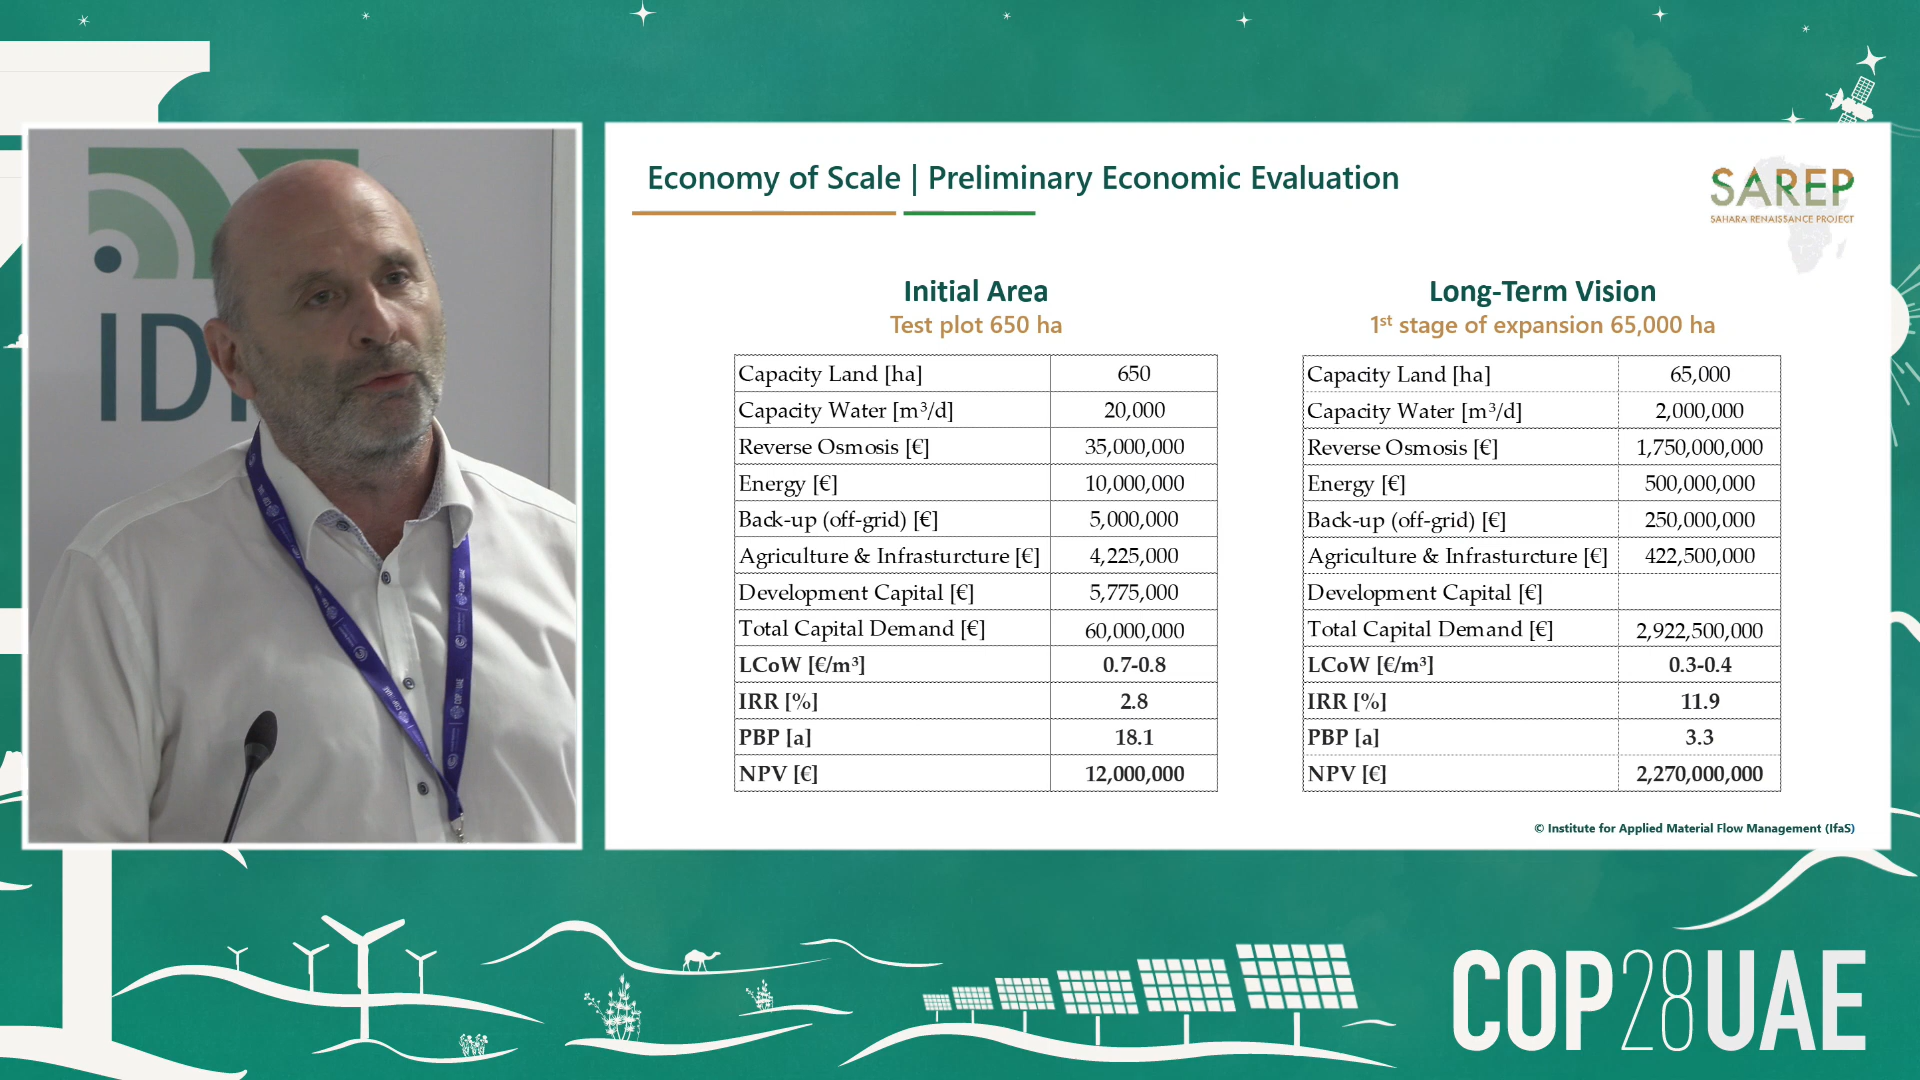 Economy of Scale | Preliminary Economic Evaluation
SAREP
SAHARA RENAISSANCE PROJECT
Initial Area
Test plot 650 ha
Capacity Land [ha] 650
Capacity Water [m³/d] 20,000
Reverse Osmosis [€] 35,000,000
Energy [€] 10,000,000
Back-up (off-grid) [€] 5,000,000
Agriculture & Infrasturcture [€] 4,225,000
Development Capital [€] 5,775,000
Total Capital Demand [€] 60,000,000
LCoW [€/m³] 0.7-0.8
IRR [%] 2.8
PBP [a] 18.1
NPV [€] 12,000,000
Long-Term Vision
1st stage of expansion 65,000 ha
Capacity Land [ha] 65,000
Capacity Water [m³/d] 2,000,000
Reverse Osmosis [€] 1,750,000,000
Energy [€] 500,000,000
Back-up (off-grid) [€] 250,000,000
Agriculture & Infrasturcture [€] 422,500,000
Development Capital [€]
Total Capital Demand [€] 2,922,500,000
LCoW [€/m³] 0.3-0.4
IRR [%] 11.9
PBP [a] 3.3
NPV [€] 2,270,000,000
© Institute for Applied Material Flow Management (IfaS)
COP28UAE